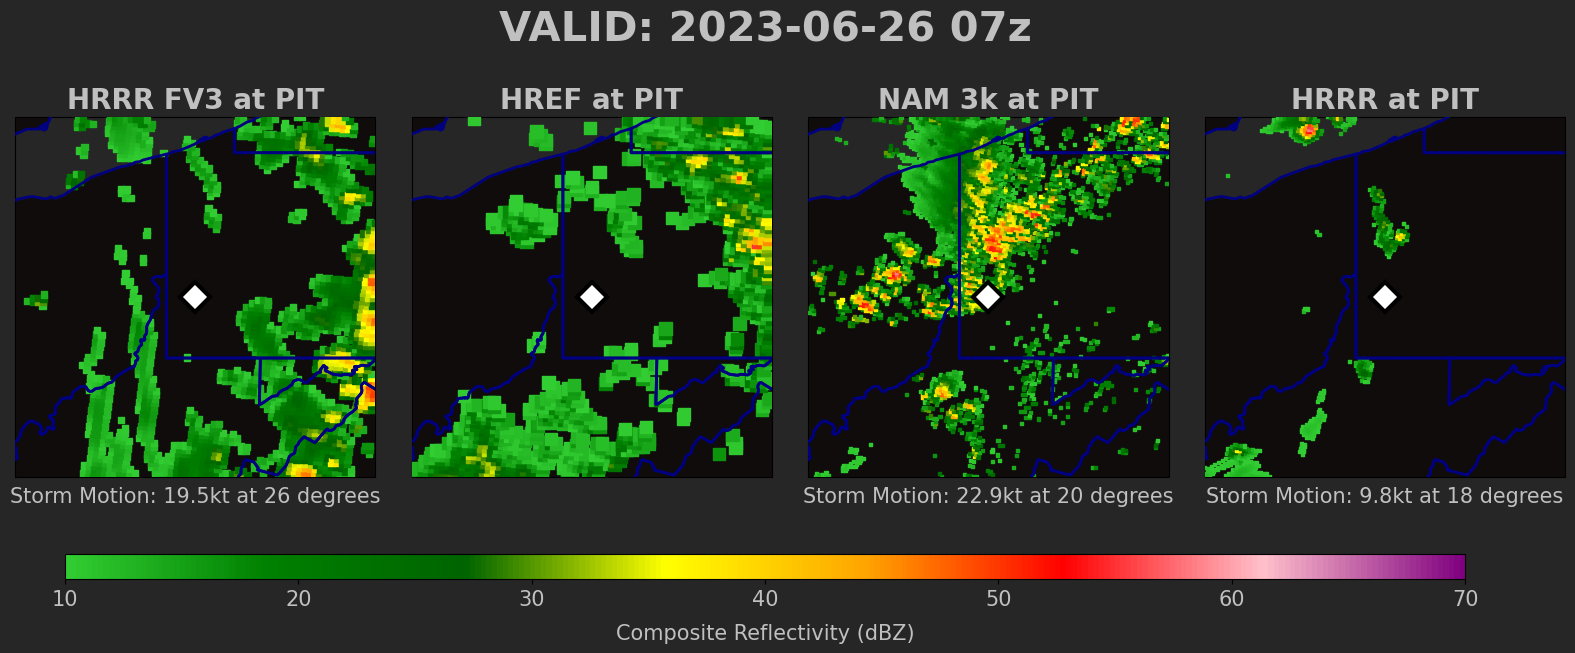 VALID: 2023-06-26 07z
HRRR FV3 at PIT
HREF at PIT
NAM 3k at PIT
HRRR at PIT
Storm Motion: 19.5kt at 26 degrees
Storm Motion: 22.9kt at 20 degrees
Storm Motion: 9.8kt at 18 degrees
10 20 30 40 50 60 70
Composite Reflectivity (dBZ)